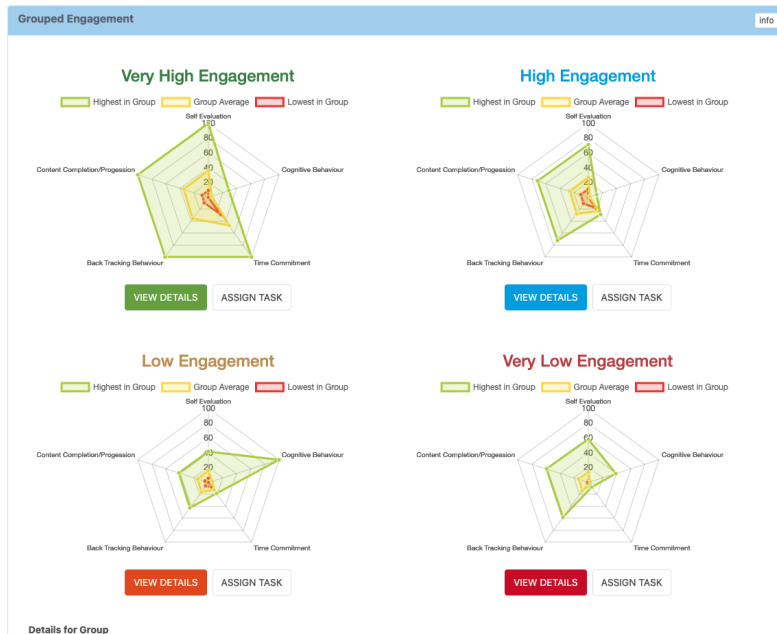 Grouped Engagement
info
Very High Engagement
Highest in Group
Group Average
Lowest in Group
Self Evaluation
100
80
60
40
20
Content Completion/Progession
Cognitive Behaviour
Back Tracking Behaviour
Time Commitment
VIEW DETAILS
ASSIGN TASK
High Engagement
Highest in Group
Group Average
Lowest in Group
Self Evaluation
100
80
60
40
20
Content Completion/Progession
Cognitive Behaviour
Back Tracking Behaviour
Time Commitment
VIEW DETAILS
ASSIGN TASK
Low Engagement
Highest in Group
Group Average
Lowest in Group
Self Evaluation
100
80
60
40
20
Content Completion/Progession
Cognitive Behaviour
Back Tracking Behaviour
Time Commitment
VIEW DETAILS
ASSIGN TASK
Very Low Engagement
Highest in Group
Group Average
Lowest in Group
Self Evaluation
100
80
60
40
20
Content Completion/Progession
Cognitive Behaviour
Back Tracking Behaviour
Time Commitment
VIEW DETAILS
ASSIGN TASK
Details for Group